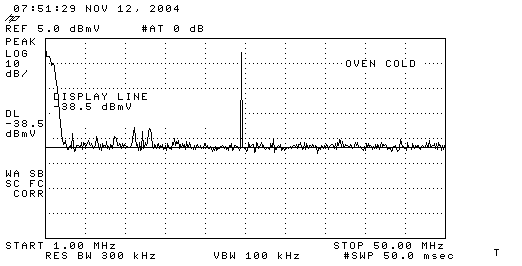 07:51:29 NOV 12, 2004
hp
REF 5.0 dBmV #AT 0 dB
PEAK
LOG
10
dB/
OVEN COLD
DISPLAY LINE
-38.5 dBmV
DL
-38.5
dBmV
WA SB
SC FC
CORR
START 1.00 MHz STOP 50.00 MHz
RES BW 300 kHz VBW 100 kHz #SWP 50.0 msec
T